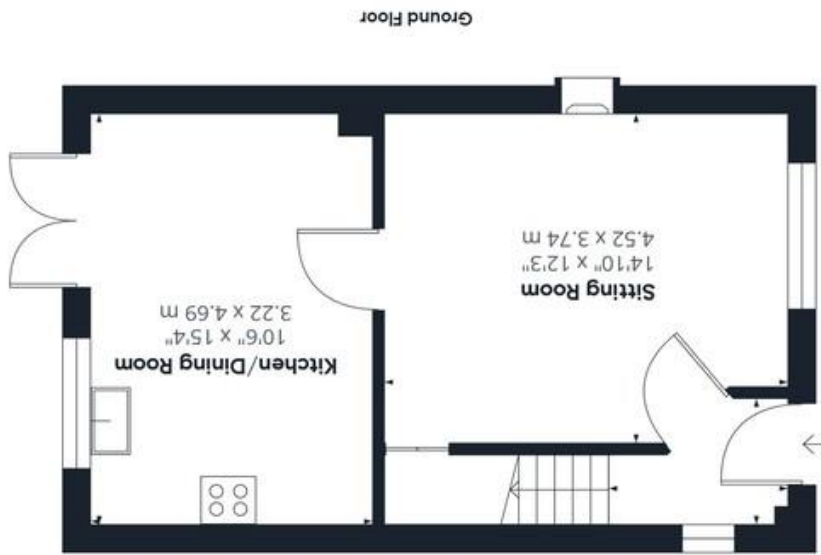 Ground Floor
Sitting Room
14'10" x 12'3"
4.52 x 3.74 m
Kitchen/Dining Room
10'6" x 15'4"
3.22 x 4.69 m